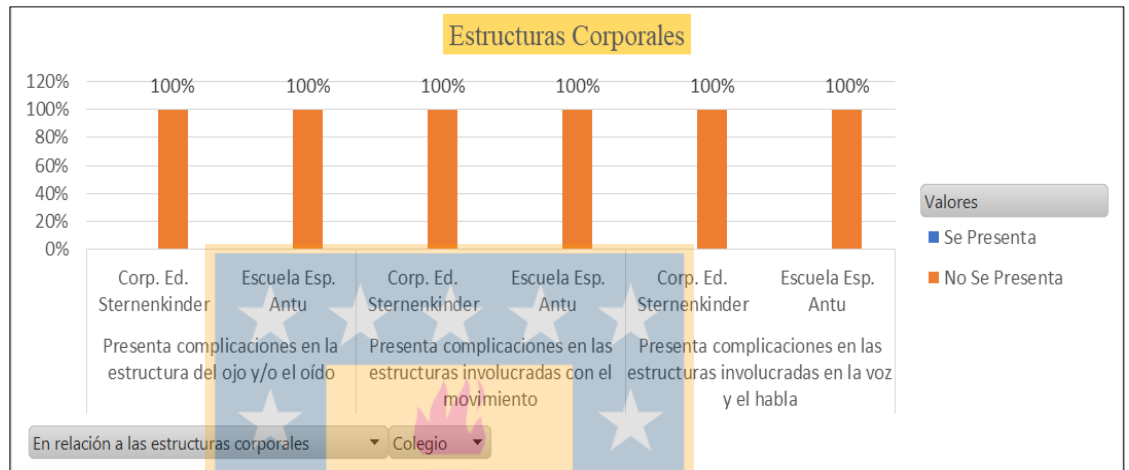 Estructuras Corporales
120%
100%
80%
60%
40%
20%
0%
100% 100% 100% 100% 100% 100%
Corp. Ed. Escuela Esp. Corp. Ed. Escuela Esp. Corp. Ed. Escuela Esp.
Sternenkinder Antu Sternenkinder Antu Sternenkinder Antu
Presenta complicaciones en la Presenta complicaciones en las Presenta complicaciones en las
estructura del ojo y/o el oído estructuras involucradas con el estructuras involucradas en la voz
movimiento y el habla
Valores
Se Presenta
No Se Presenta
En relación a las estructuras corporales Colegio